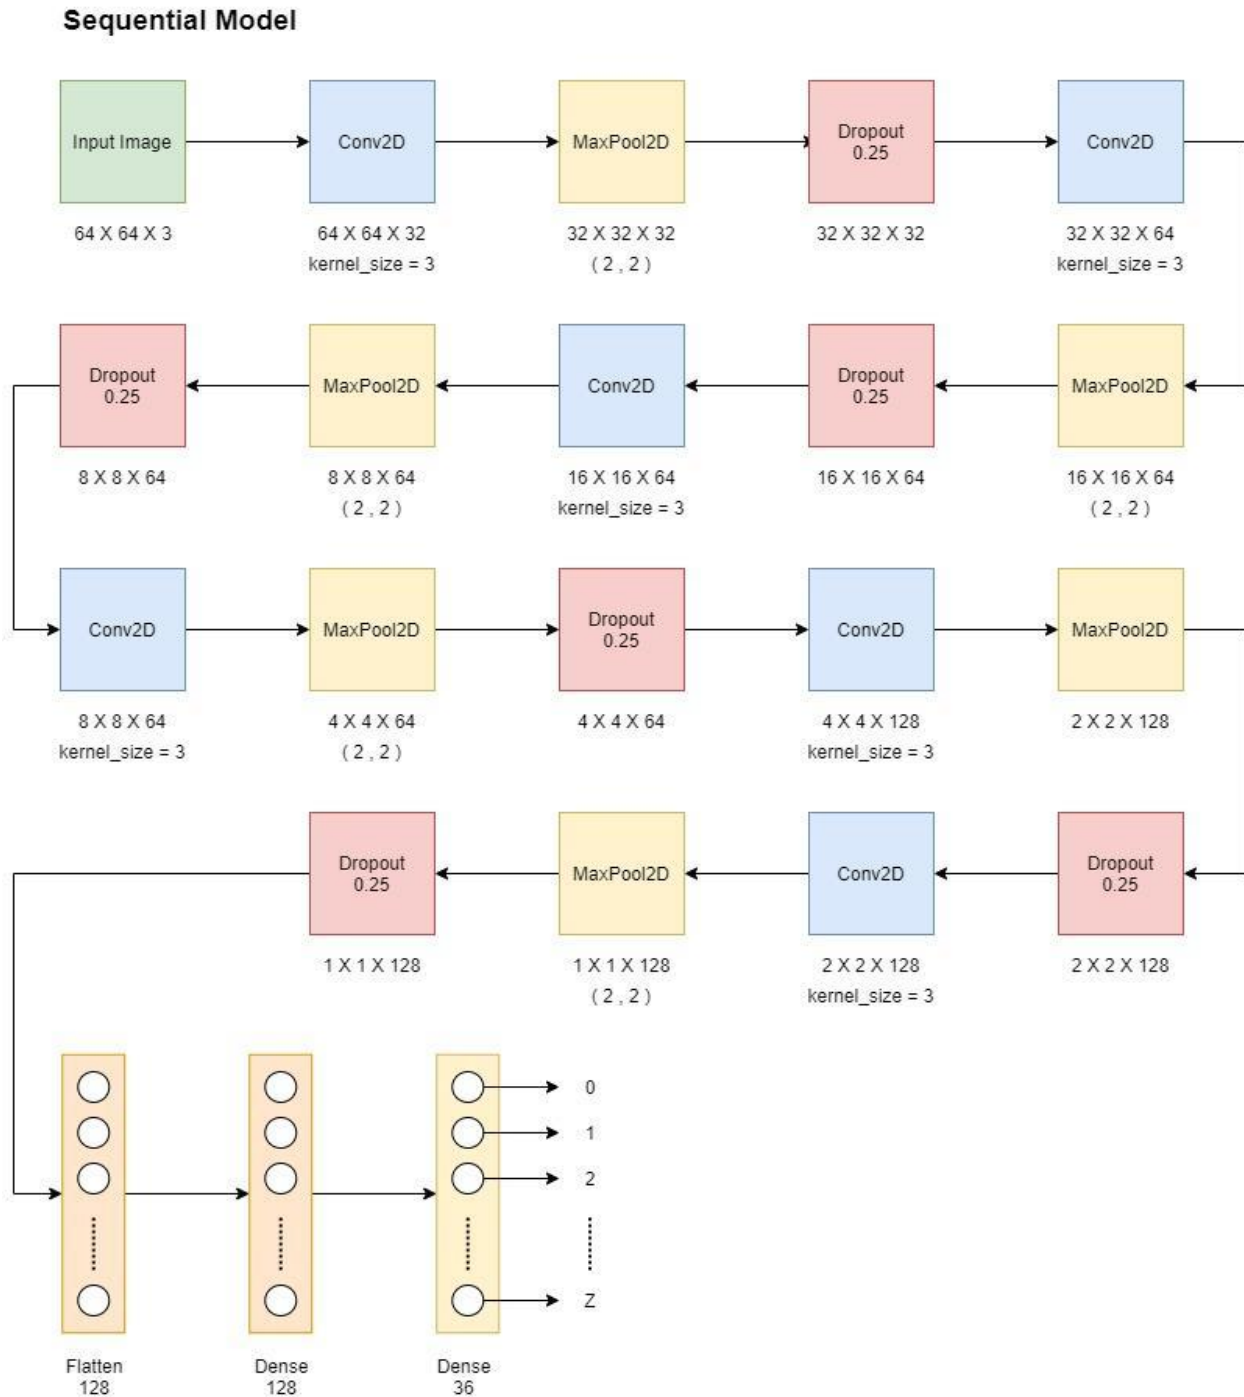 Sequential Model
Input Image
Conv2D
MaxPool2D
Dropout
0.25
Conv2D
64 X 64 X 3
64 X 64 X 32
kernel_size = 3
32 X 32 X 32
( 2 , 2 )
32 X 32 X 32
32 X 32 X 64
kernel_size = 3
Dropout
0.25
MaxPool2D
Conv2D
Dropout
0.25
MaxPool2D
8 X 8 X 64
8 X 8 X 64
( 2 , 2 )
16 X 16 X 64
kernel_size = 3
16 X 16 X 64
16 X 16 X 64
( 2 , 2 )
Conv2D
MaxPool2D
Dropout
0.25
Conv2D
MaxPool2D
8 X 8 X 64
kernel_size = 3
4 X 4 X 64
( 2 , 2 )
4 X 4 X 64
4 X 4 X 128
kernel_size = 3
2 X 2 X 128
Dropout
0.25
MaxPool2D
Conv2D
Dropout
0.25
1 X 1 X 128
1 X 1 X 128
( 2 , 2 )
2 X 2 X 128
kernel_size = 3
2 X 2 X 128
0
1
2
Z
Flatten
128
Dense
128
Dense
36